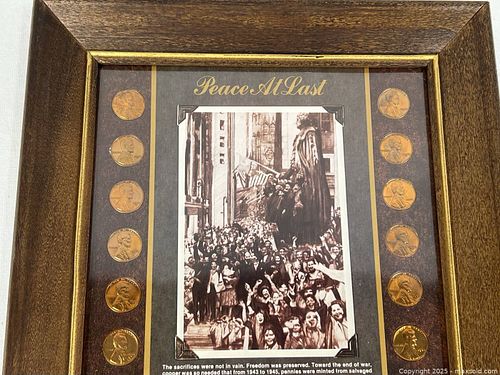 Peace At Last
The sacrifices were not in vain. Freedom was preserved. Toward the end of war,
copper was so needed that from 1943 to 1945, pennies were minted from salvaged
Copyright 2025 - maxsold.com